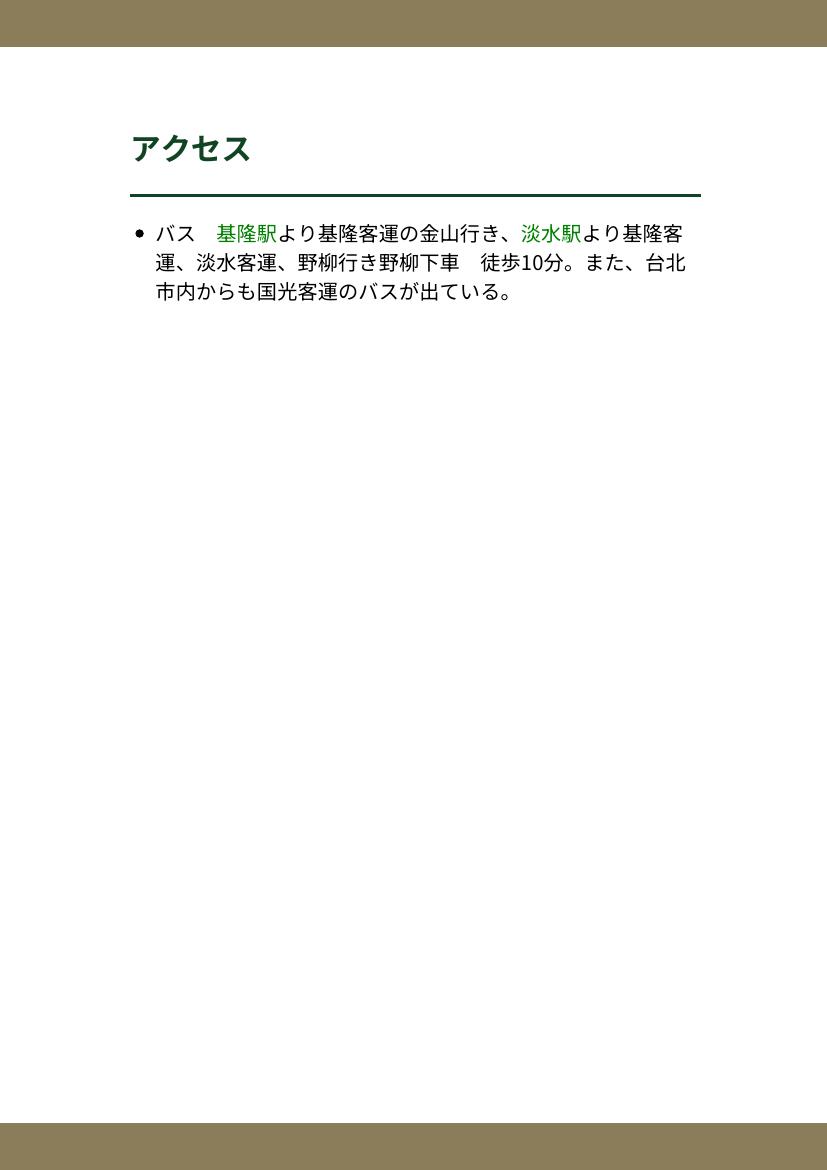 アクセス
• バス　基隆駅より基隆客運の金山行き、淡水駅より基隆客
運、淡水客運、野柳行き野柳下車　徒歩10分。また、台北
市内からも国光客運のバスが出ている。